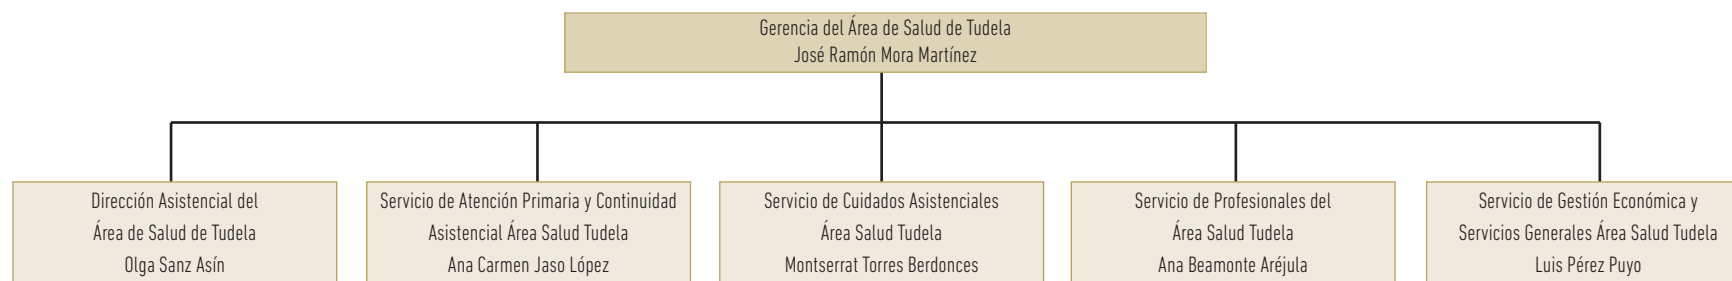 Gerencia del Área de Salud de Tudela
José Ramón Mora Martínez
Dirección Asistencial del
Área de Salud de Tudela
Olga Sanz Asín
Servicio de Atención Primaria y Continuidad
Asistencial Área Salud Tudela
Ana Carmen Jaso López
Servicio de Cuidados Asistenciales
Área Salud Tudela
Montserrat Torres Berdonces
Servicio de Profesionales del
Área Salud Tudela
Ana Beamonte Aréjula
Servicio de Gestión Económica y
Servicios Generales Área Salud Tudela
Luis Pérez Puyo